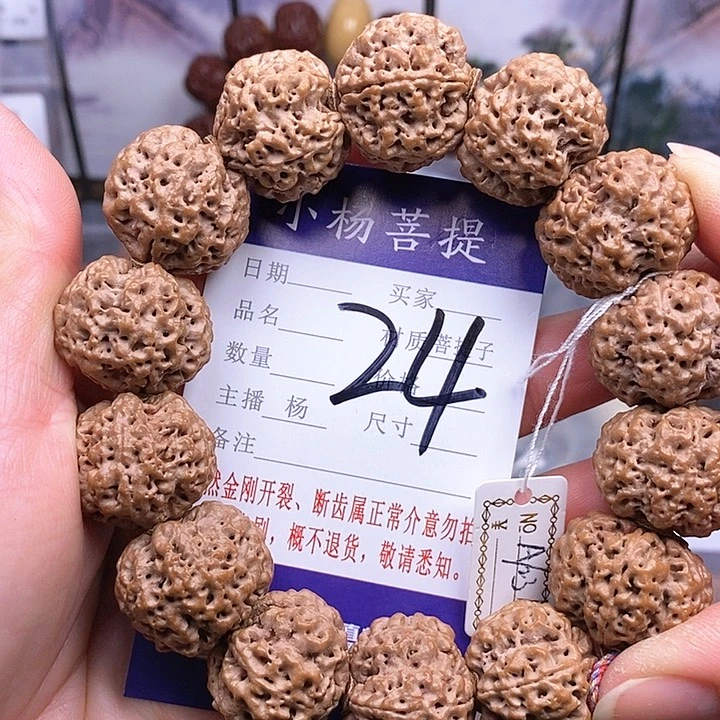 小杨菩提
日期
买家
品名
材质菩提子
24
数量
价格
主播 杨
尺寸
备注
然金刚开裂、断齿属正常介意勿拍
刷，概不退货，敬请悉知。
NO
¥